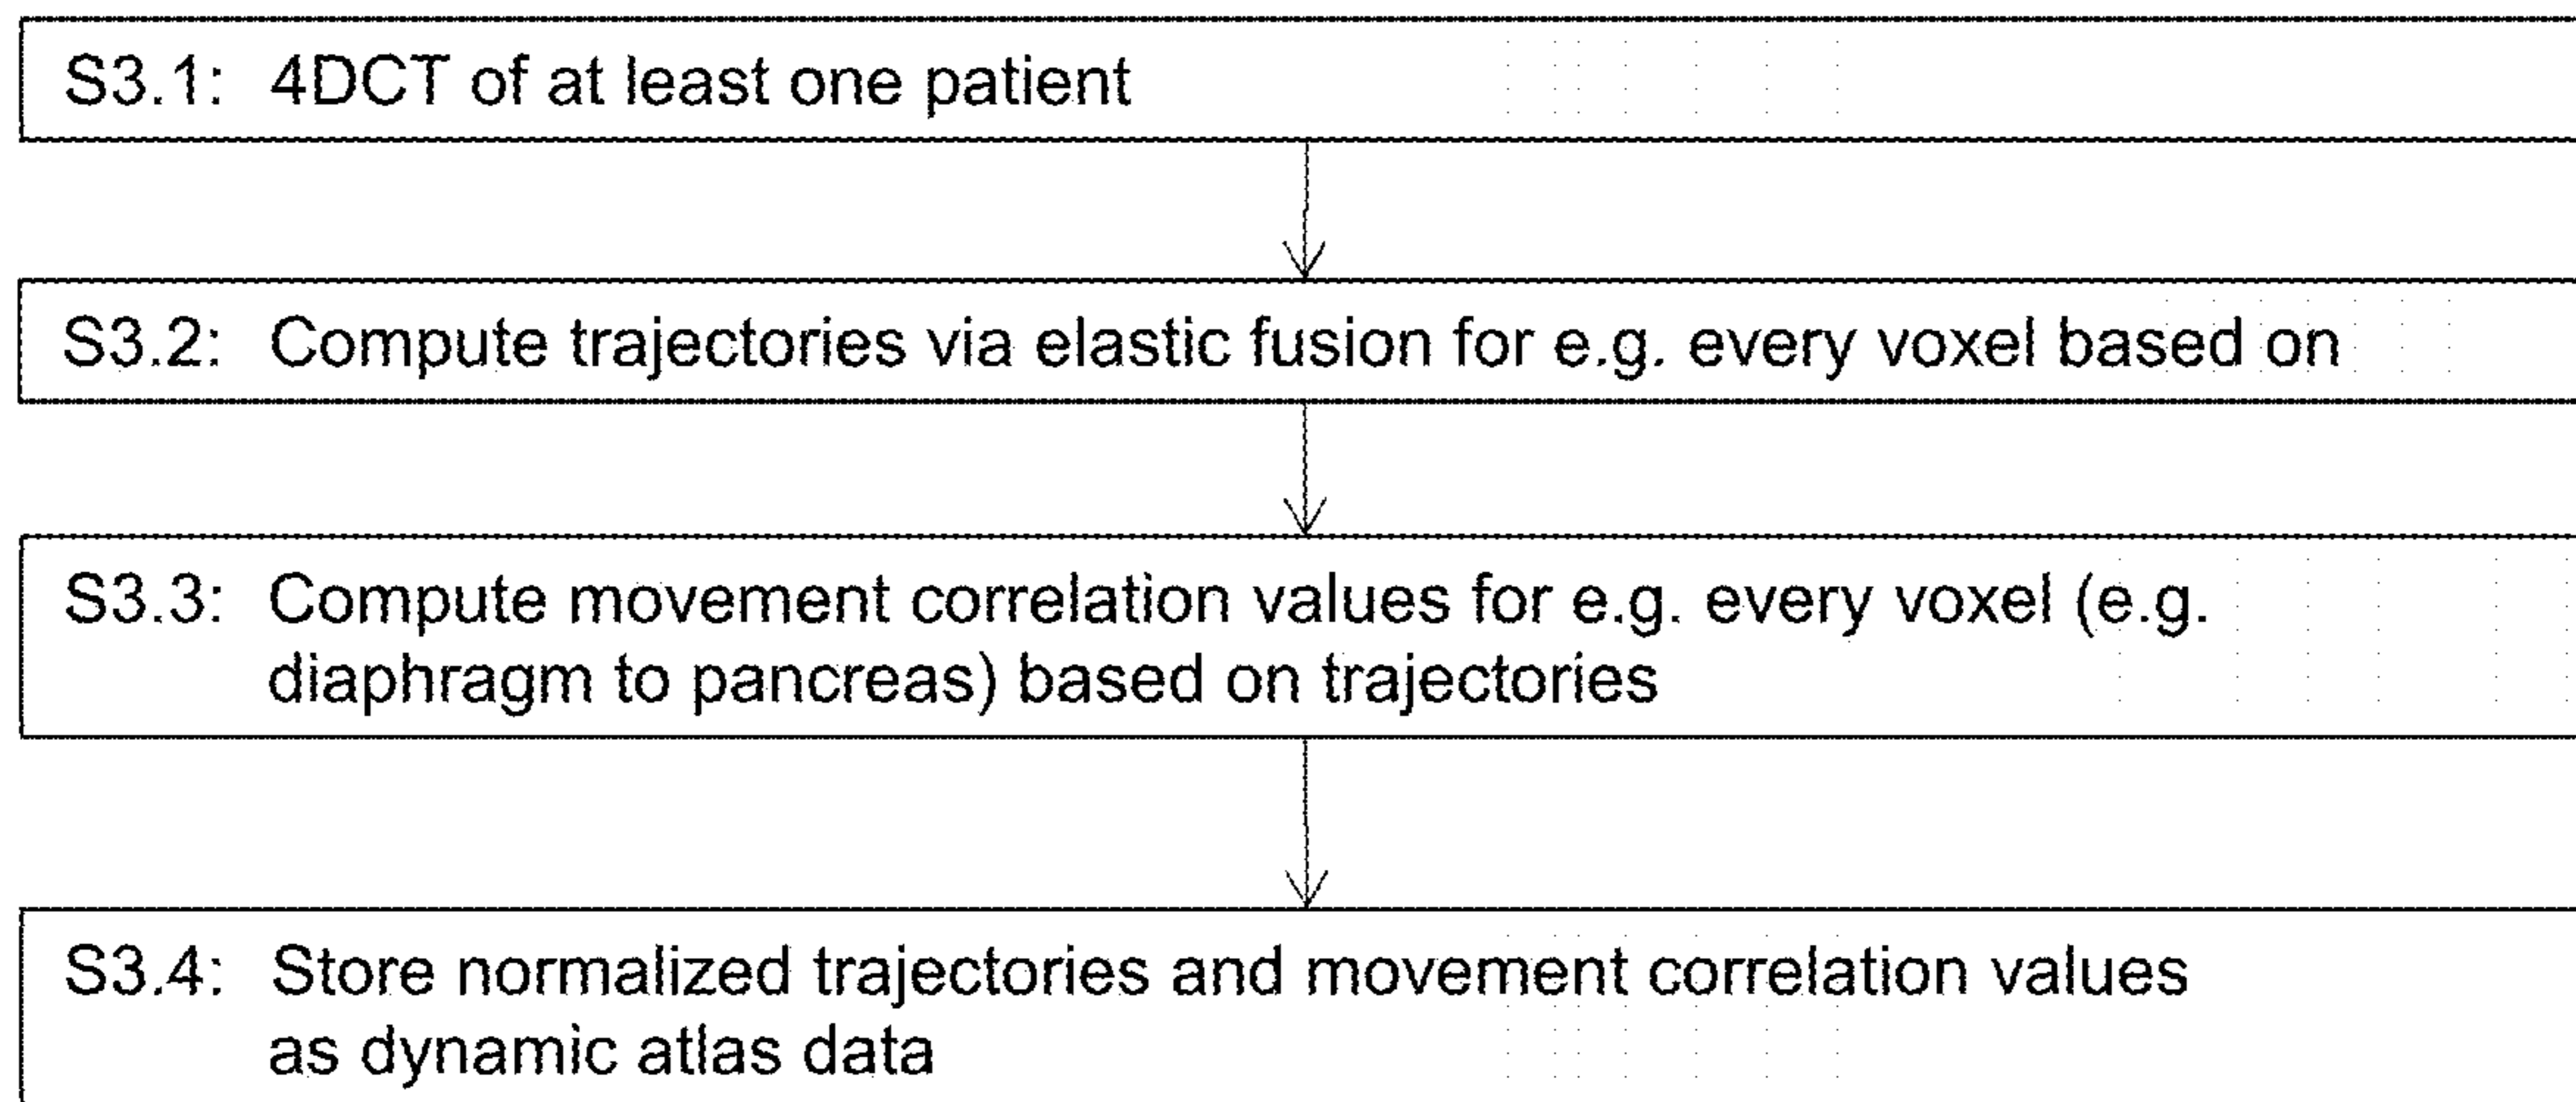 S3.1: 4DCT of at least one patient
S3.2: Compute trajectories via elastic fusion for e.g. every voxel based on
S3.3: Compute movement correlation values for e.g. every voxel (e.g.
diaphragm to pancreas) based on trajectories
S3.4: Store normalized trajectories and movement correlation values
as dynamic atlas data